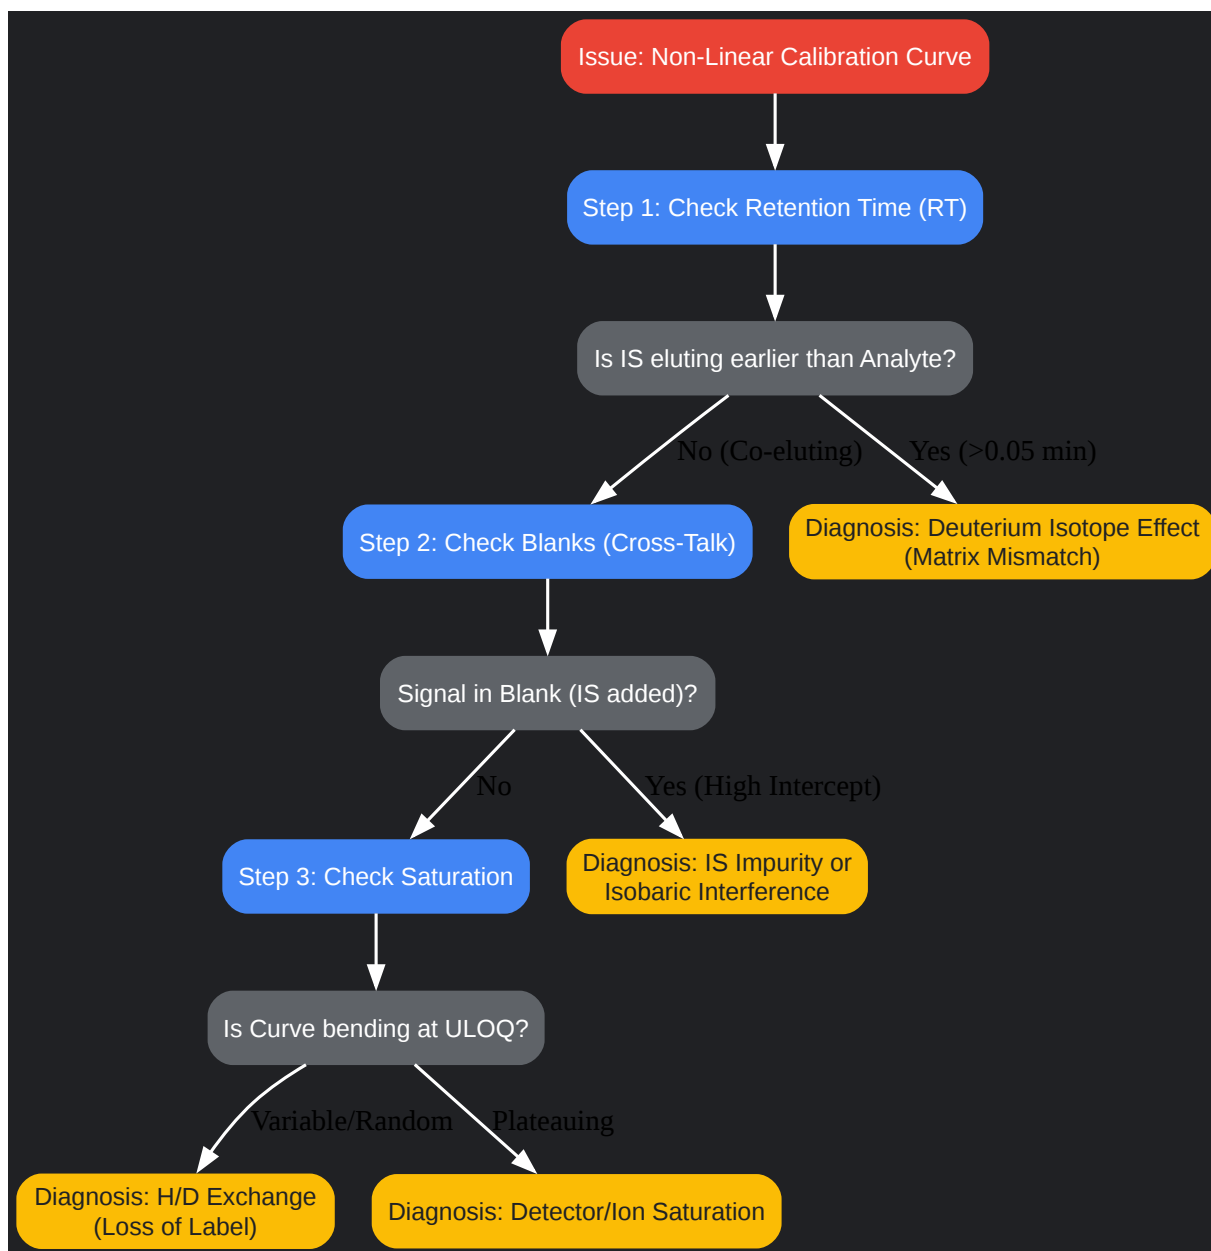 Issue: Non-Linear Calibration Curve
Step 1: Check Retention Time (RT)
Is IS eluting earlier than Analyte?
No (Co-eluting)
Yes (>0.05 min)
Step 2: Check Blanks (Cross-Talk)
Diagnosis: Deuterium Isotope Effect
(Matrix Mismatch)
Signal in Blank (IS added)?
No
Yes (High Intercept)
Step 3: Check Saturation
Diagnosis: IS Impurity or
Isobaric Interference
Is Curve bending at ULOQ?
Variable/Random
Plateauing
Diagnosis: H/D Exchange
(Loss of Label)
Diagnosis: Detector/Ion Saturation